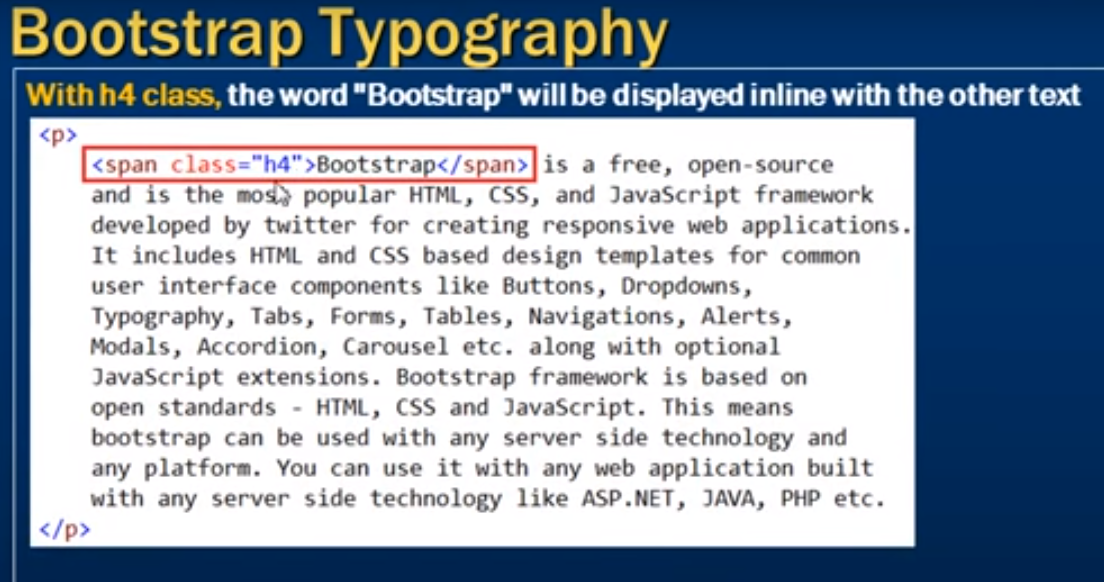 Bootstrap Typography
With h4 class, the word "Bootstrap" will be displayed inline with the other text
<p>
<span class="h4">Bootstrap</span> is a free, open-source
and is the most popular HTML, CSS, and JavaScript framework
developed by twitter for creating responsive web applications.
It includes HTML and CSS based design templates for common
user interface components like Buttons, Dropdowns,
Typography, Tabs, Forms, Tables, Navigations, Alerts,
Modals, Accordion, Carousel etc. along with optional
JavaScript extensions. Bootstrap framework is based on
open standards - HTML, CSS and JavaScript. This means
bootstrap can be used with any server side technology and
any platform. You can use it with any web application built
with any server side technology like ASP.NET, JAVA, PHP etc.
</p>